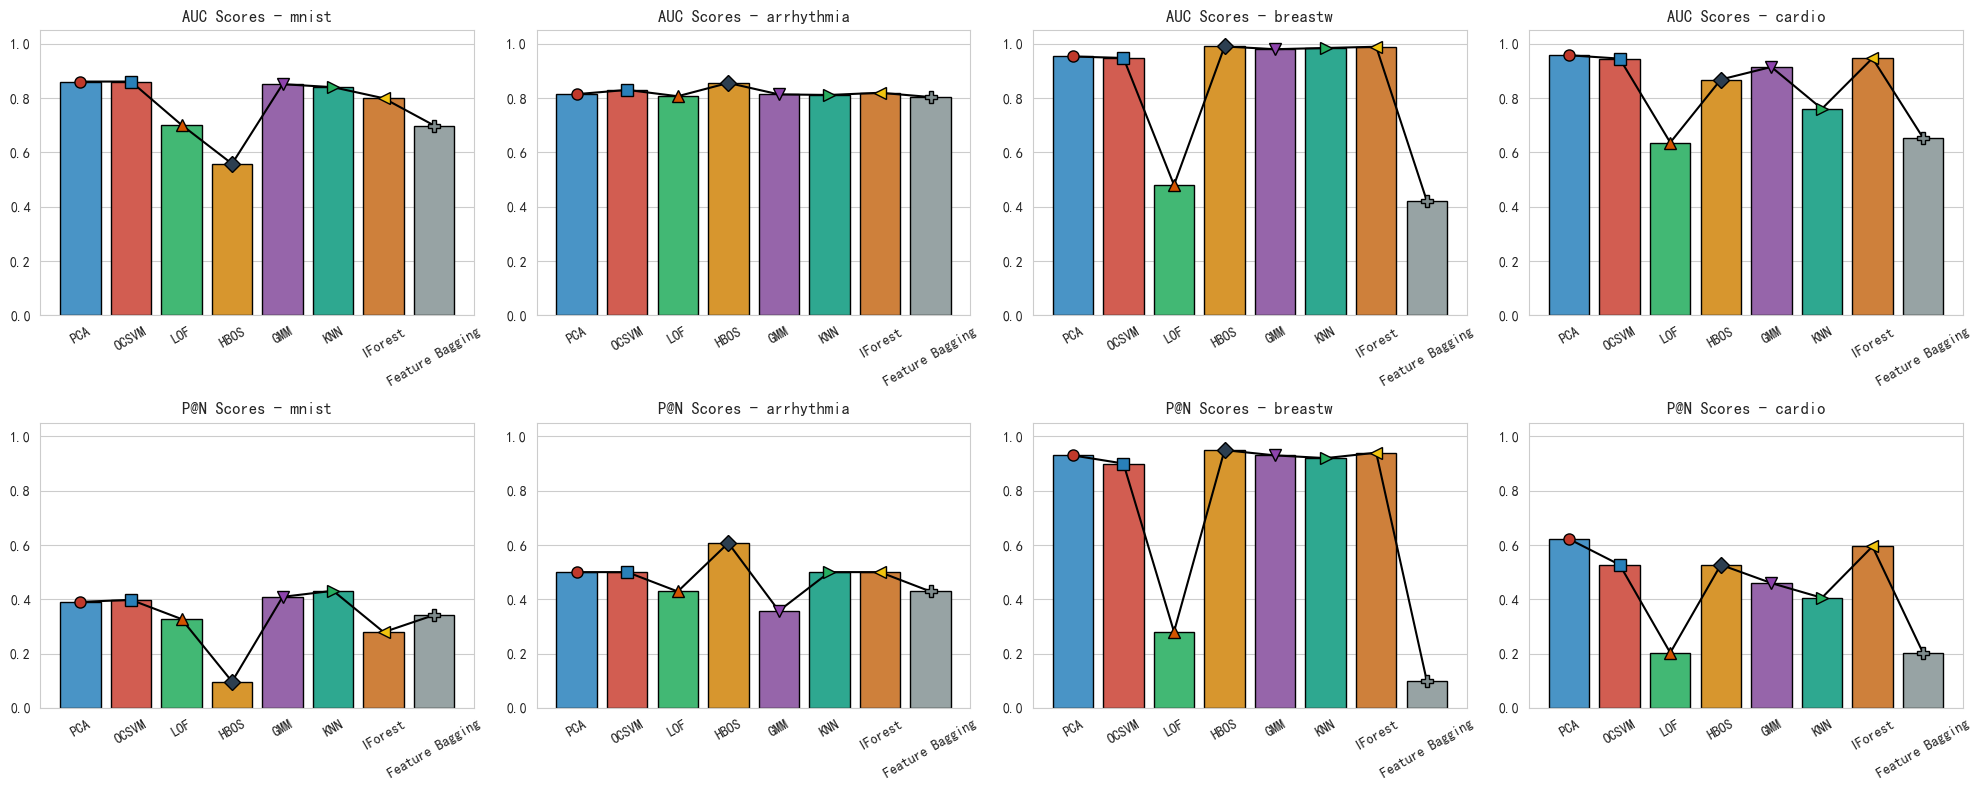 AUC Scores - mnist
1.0
0.8
0.6
0.4
0.2
0.0
PCA
OCSVM
LOF
HBOS
GMM
KNN
IForest
Feature Bagging
AUC Scores - arrhythmia
1.0
0.8
0.6
0.4
0.2
0.0
PCA
OCSVM
LOF
HBOS
GMM
KNN
IForest
Feature Bagging
AUC Scores - breastw
1.0
0.8
0.6
0.4
0.2
0.0
PCA
OCSVM
LOF
HBOS
GMM
KNN
IForest
Feature Bagging
AUC Scores - cardio
1.0
0.8
0.6
0.4
0.2
0.0
PCA
OCSVM
LOF
HBOS
GMM
KNN
IForest
Feature Bagging
P@N Scores - mnist
1.0
0.8
0.6
0.4
0.2
0.0
PCA
OCSVM
LOF
HBOS
GMM
KNN
IForest
Feature Bagging
P@N Scores - arrhythmia
1.0
0.8
0.6
0.4
0.2
0.0
PCA
OCSVM
LOF
HBOS
GMM
KNN
IForest
Feature Bagging
P@N Scores - breastw
1.0
0.8
0.6
0.4
0.2
0.0
PCA
OCSVM
LOF
HBOS
GMM
KNN
IForest
Feature Bagging
P@N Scores - cardio
1.0
0.8
0.6
0.4
0.2
0.0
PCA
OCSVM
LOF
HBOS
GMM
KNN
IForest
Feature Bagging